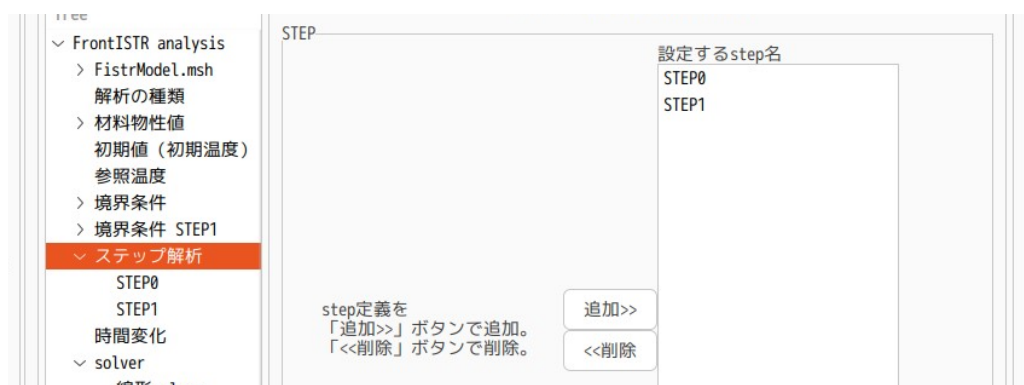 Tree
FrontISTR analysis
FistrModel.msh
解析の種類
材料物性値
初期値 (初期温度)
参照温度
境界条件
境界条件 STEP1
ステップ解析
STEP0
STEP1
時間変化
solver
STEP
設定するstep名
STEP0
STEP1
step定義を
「追加>>」ボタンで追加。
「<<削除」ボタンで削除。
追加>>
<<削除